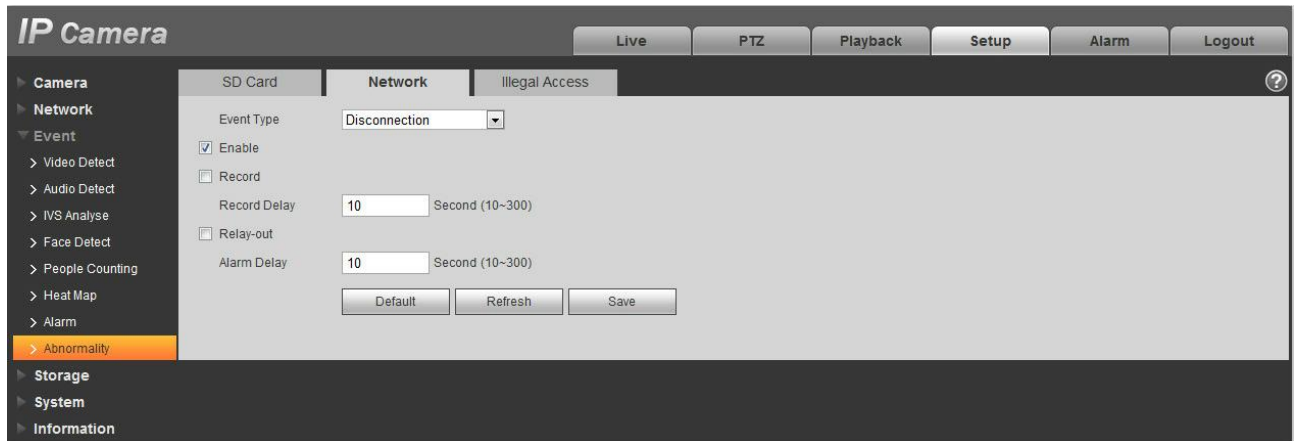 IP Camera
Live PTZ Playback Setup Alarm Logout
Camera
Network
Event
> Video Detect
> Audio Detect
> IVS Analyse
> Face Detect
> People Counting
> Heat Map
> Alarm
> Abnormality
Storage
System
Information
SD Card Network Illegal Access ?
Event Type Disconnection
Enable
Record
Record Delay 10 Second (10~300)
Relay-out
Alarm Delay 10 Second (10~300)
Default Refresh Save